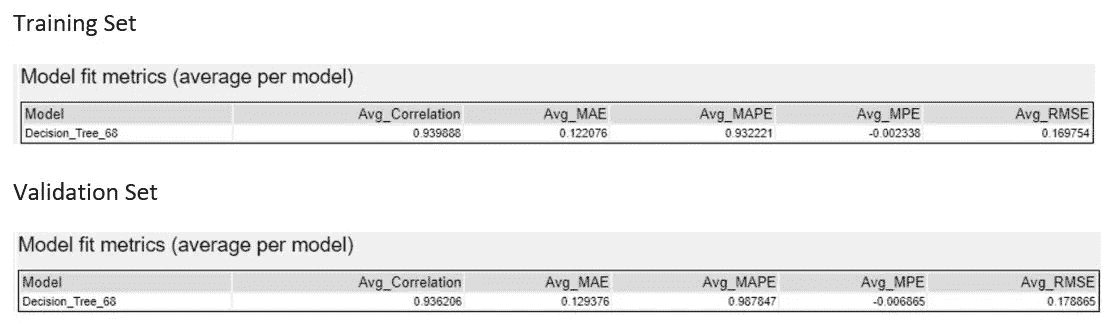 Training Set
Model fit metrics (average per model)
Model Avg_Correlation Avg_MAE Avg_MAPE Avg_MPE Avg_RMSE
Decision_Tree_68 0.939888 0.122076 0.932221 -0.002338 0.169754
Validation Set
Model fit metrics (average per model)
Model Avg_Correlation Avg_MAE Avg_MAPE Avg_MPE Avg_RMSE
Decision_Tree_68 0.936206 0.129376 0.987847 -0.006865 0.178865